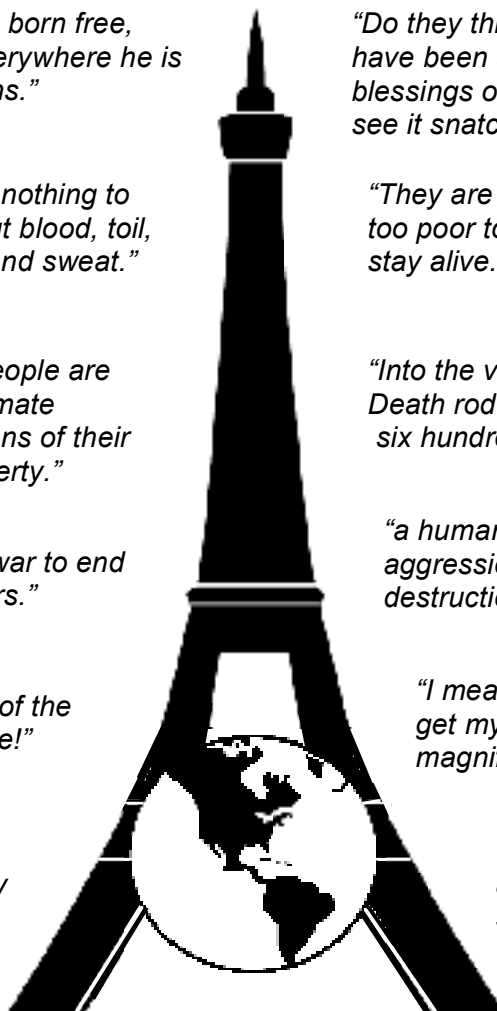 born free,
erywhere he is
ns.”
nothing to
t blood, toil,
nd sweat.”
eople are
mate
ns of their
erty.”
war to end
rs.”
of the
e!”
y
“Do they thi
have been
blessings o
see it snatc
“They are
too poor to
stay alive.
“Into the v
Death rod
six hundre
“a human
aggressio
destructio
“I mea
get my
magnif